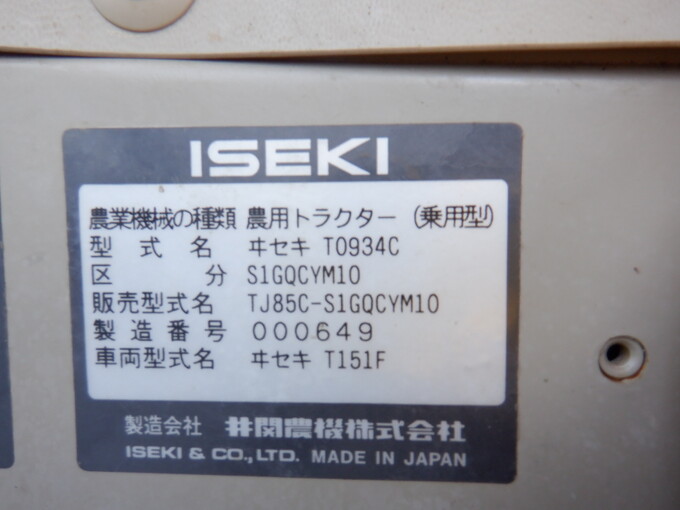 ISEKI
農業機械の種類 農用トラクター (乗用型)
型式名 ヰセキ T0934C
区分 S1GQCYM10
販売型式名 TJ85C-S1GQCYM10
製造番号 000649
車両型式名 ヰセキ T151F
製造会社 井関農機株式会社
ISEKI & CO.,LTD. MADE IN JAPAN